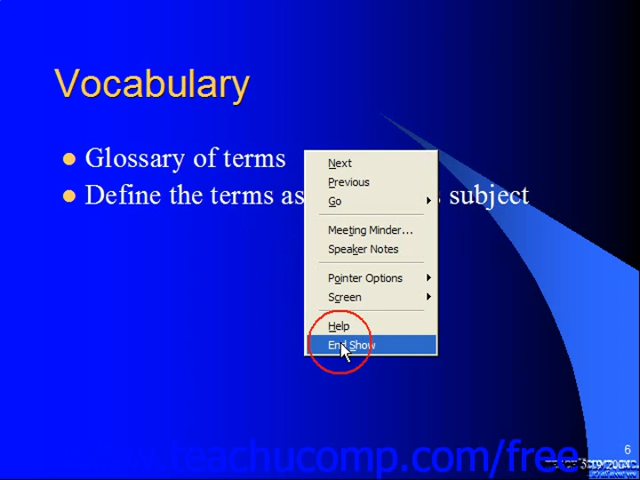 Vocabulary
Glossary of terms
Define the terms as subject
Next
Previous
Go
Meeting Minder...
Speaker Notes
Pointer Options
Screen
Help
End Show
6
www.teachucomp.com/free